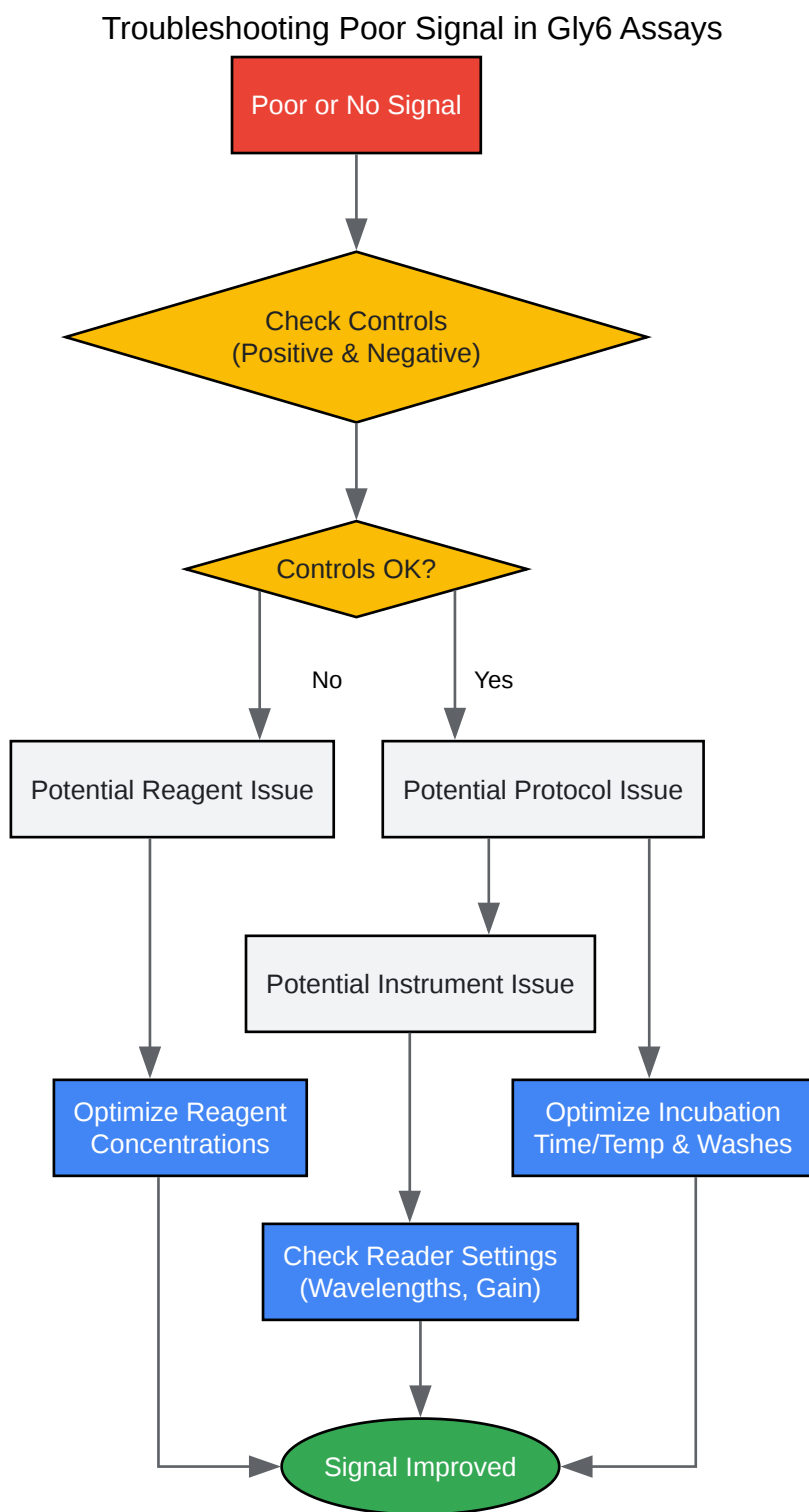 Troubleshooting Poor Signal in Gly6 Assays
Poor or No Signal
Check Controls
(Positive & Negative)
Controls OK?
No
Yes
Potential Reagent Issue
Potential Protocol Issue
Potential Instrument Issue
Optimize Reagent
Concentrations
Optimize Incubation
Time/Temp & Washes
Check Reader Settings
(Wavelengths, Gain)
Signal Improved